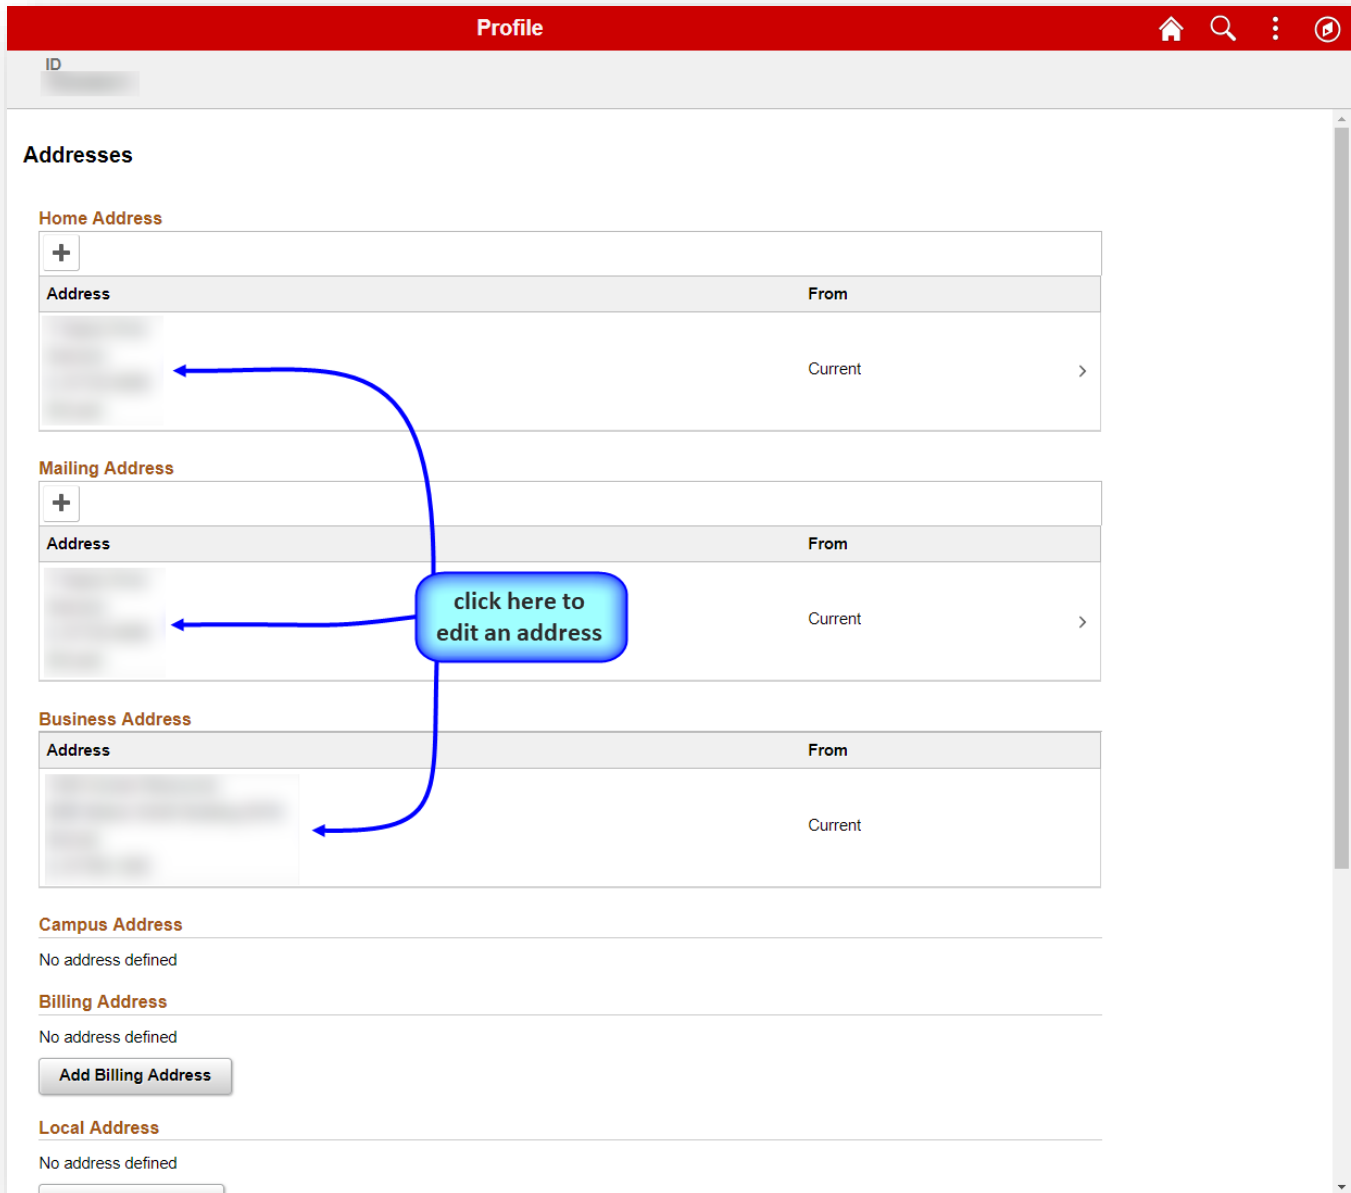 Profile
ID
Addresses
Home Address
Address From
Current
Mailing Address
Address From
click here to
edit an address
Current
Business Address
Address From
Current
Campus Address
No address defined
Billing Address
No address defined
Add Billing Address
Local Address
No address defined